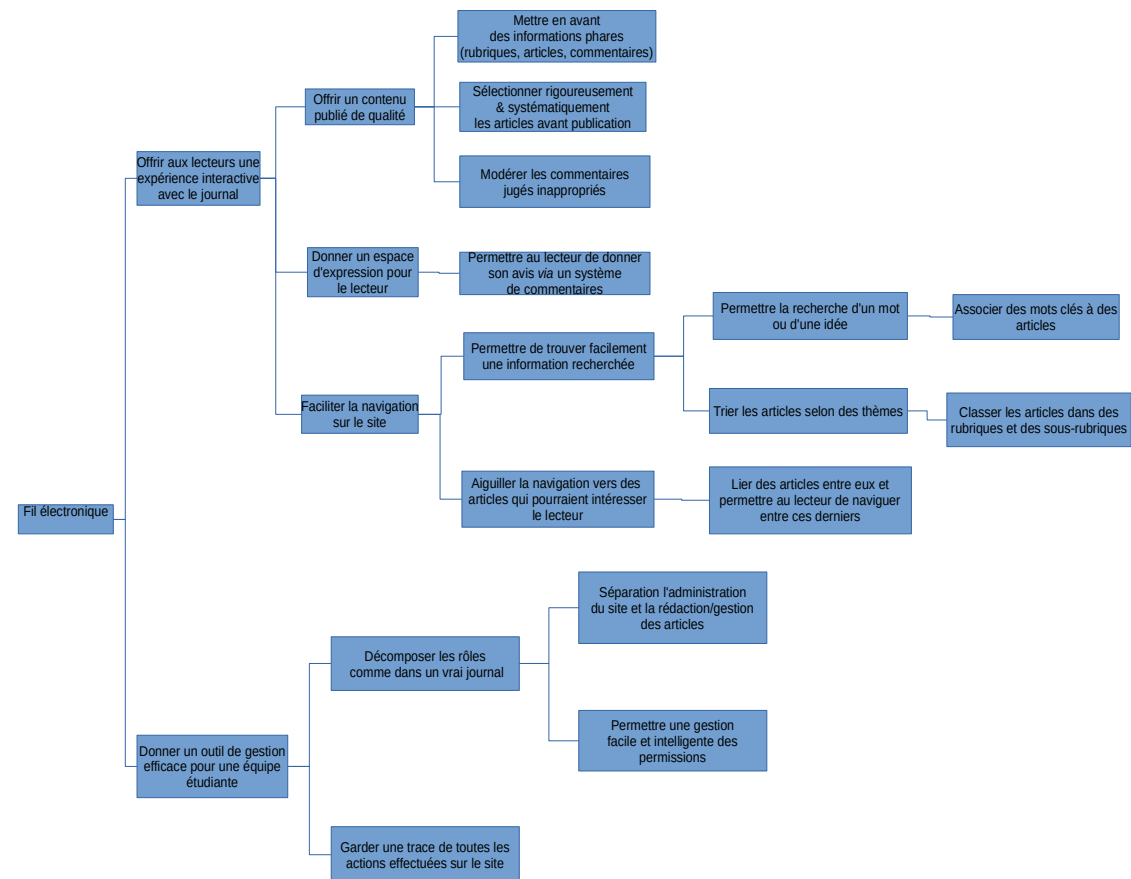 Mettre en avant
des informations phares
(rubriques, articles, commentaires)
Offrir un contenu
publié de qualité
Sélectionner rigoureusement
& systématiquement
les articles avant publication
Modérer les commentaires
jugés inappropriés
Offrir aux lecteurs une
expérience interactive
avec le journal
Donner un espace
d'expression pour
le lecteur
Permettre au lecteur de donner
son avis via un système
de commentaires
Permettre la recherche d'un mot
ou d'une idée
Associer des mots clés à des
articles
Permettre de trouver facilement
une information recherchée
Faciliter la navigation
sur le site
Trier les articles selon des thèmes
Classer les articles dans des
rubriques et des sous-rubriques
Aiguiller la navigation vers des
articles qui pourraient intéresser
le lecteur
Lier des articles entre eux et
permettre au lecteur de naviguer
entre ces derniers
Fil électronique
Séparation l'administration
du site et la rédaction/gestion
des articles
Décomposer les rôles
comme dans un vrai journal
Permettre une gestion
facile et intelligente des
permissions
Donner un outil de gestion
efficace pour une équipe
étudiante
Garder une trace de toutes les
actions effectuées sur le site